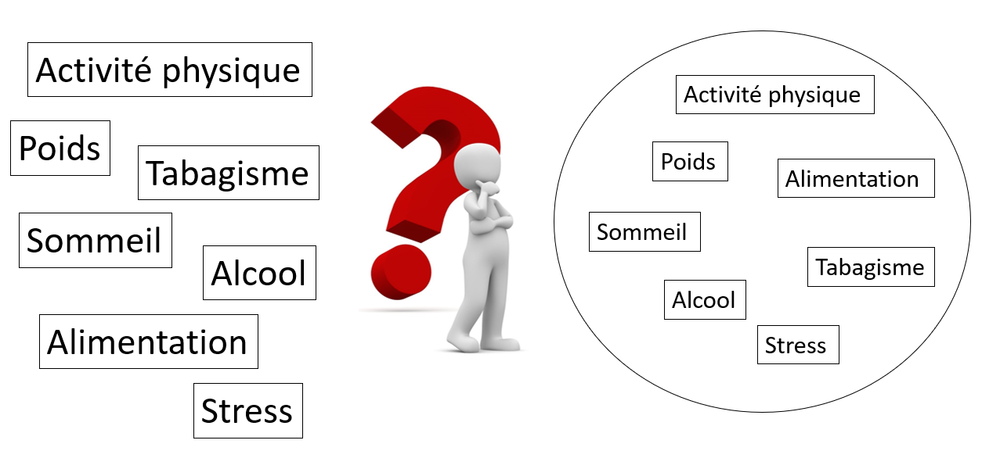 Activité physique
Poids
Tabagisme
Sommeil
Alcool
Alimentation
Stress
Activité physique
Poids
Alimentation
Sommeil
Tabagisme
Alcool
Stress